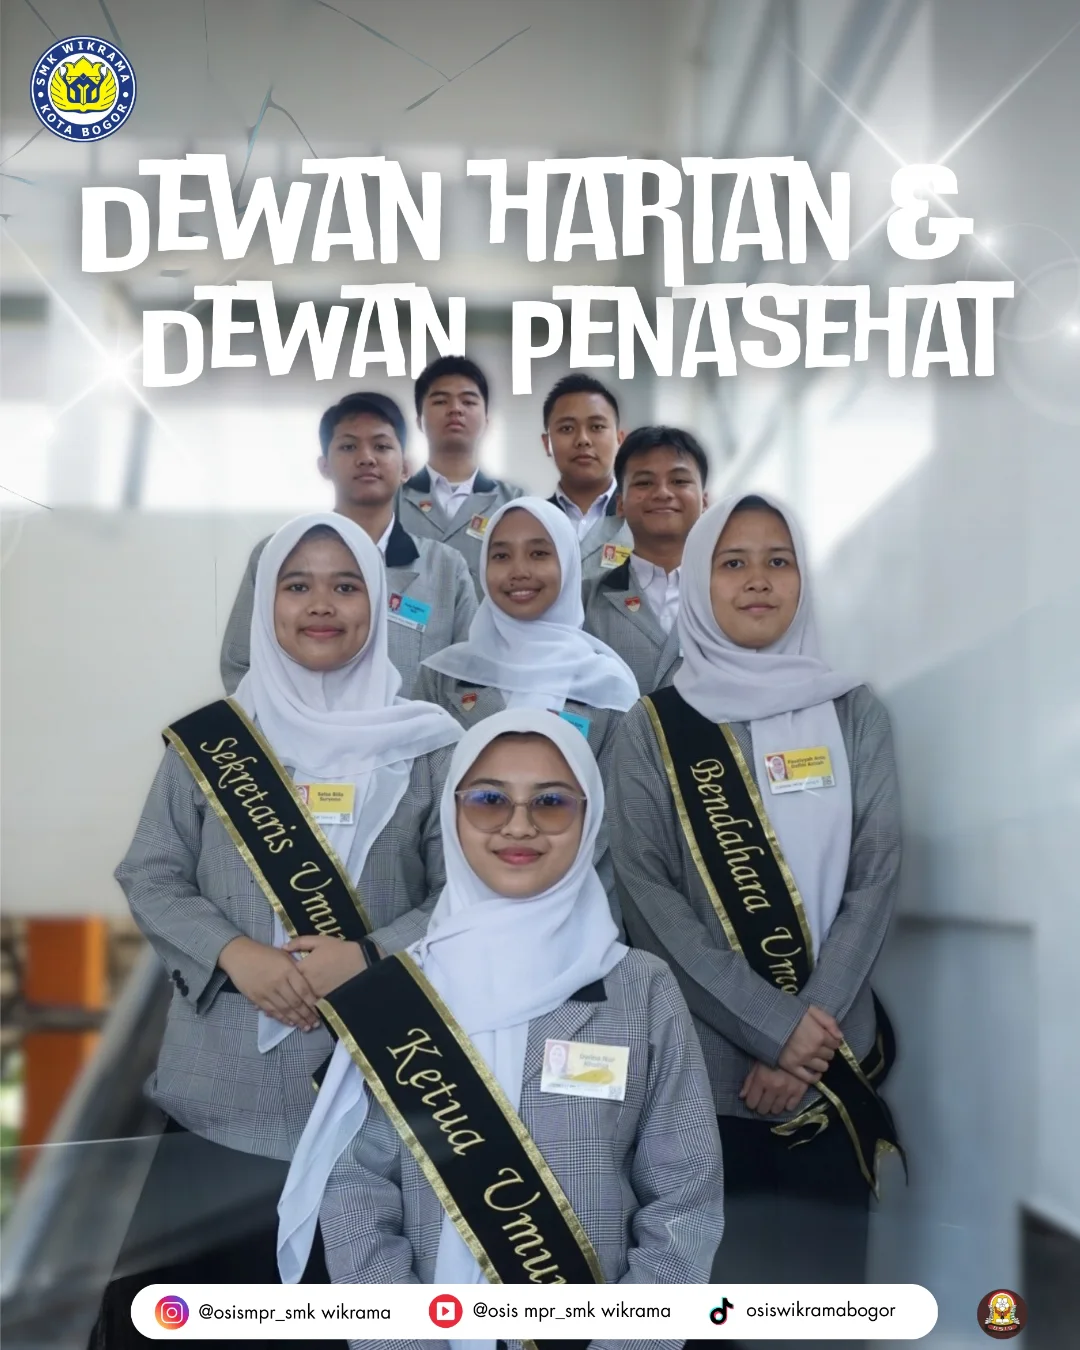 SMK WIKRAMA
KOTA BOGOR
DEWAN HARIAN &
DEWAN PENASEHAT
Sekretaris Umu
Bendahara Umu
Ketua Umu
@osismpr_smk wikrama
@osis mpr_smk wikrama
osiswikramabogor